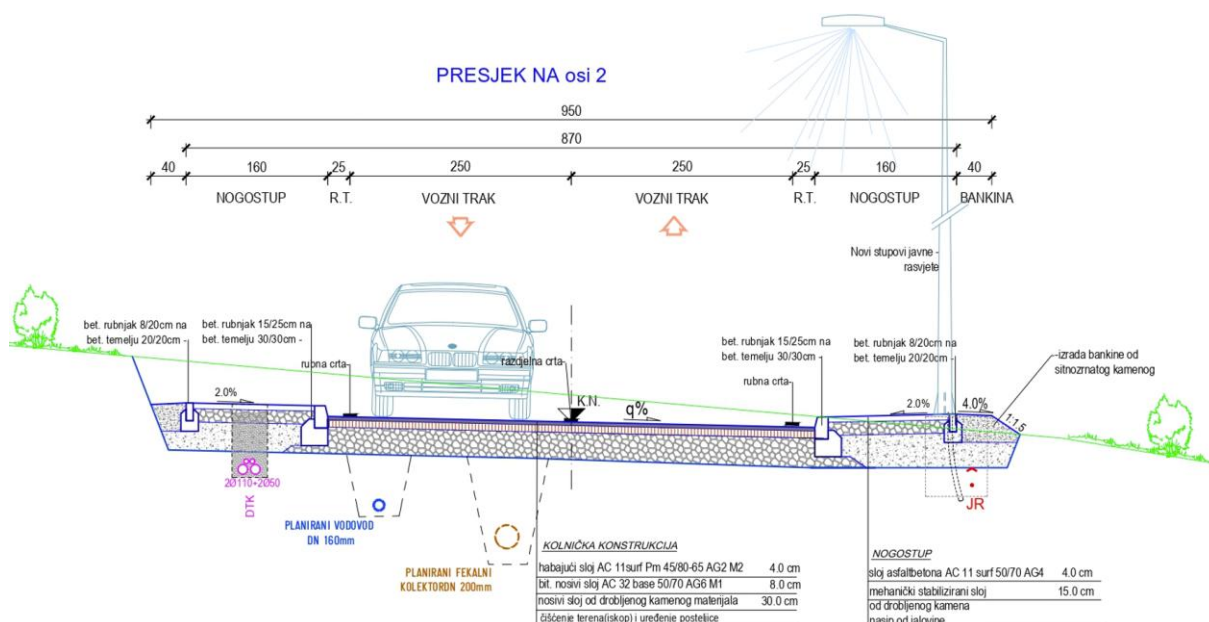 PRESJEK NA osi 2
950
870
40 160 25 250 250 25 160 40
NOGOSTUP R.T. VOZNI TRAK VOZNI TRAK R.T. NOGOSTUP BANKINA
Novi stupovi javne -
rasvjete
bet. rubnjak 8/20cm na
bet. temelju 20/20cm -
bet. rubnjak 15/25cm na
bet. temelju 30/30cm -
rubna crta
razdjelna crta
bet. rubnjak 15/25cm na
bet. temelju 30/30cm
rubna crta
bet. rubnjak 8/20cm na
bet. temelju 20/20cm -
izrada bankine od
sitnozrnatog kamenog
2.0%
K.N.
q%
2.0%
4.0%
1:1.5
2Ø110+2Ø50
DTK
JR
PLANIRANI VODOVOD
DN 160mm
PLANIRANI FEKALNI
KOLEKTORDN 200mm
KOLNIČKA KONSTRUKCIJA
habajući sloj AC 11surf Pm 45/80-65 AG2 M2 4.0 cm
bit. nosivi sloj AC 32 base 50/70 AG6 M1 8.0 cm
nosivi sloj od drobljenog kamenog materijala 30.0 cm
čišćenje terena(iskop) i uređenje posteljice
NOGOSTUP
sloj asfaltbetona AC 11 surf 50/70 AG4 4.0 cm
mehanički stabilizirani sloj 15.0 cm
od drobljenog kamena
nasip od jalovine